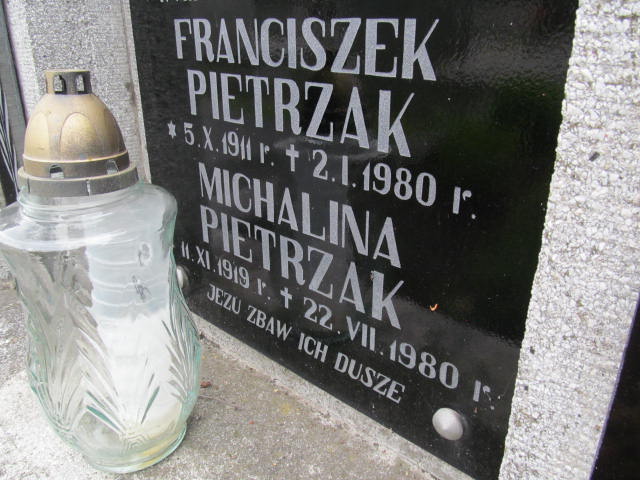 FRANCISZEK
PIETRZAK
* 5.X.1911 r. † 2.I.1980 r.
MICHALINA
PIETRZAK
11.XI.1919 r. † 22.VII.1980 r.
JEZU ZBAW ICH DUSZE